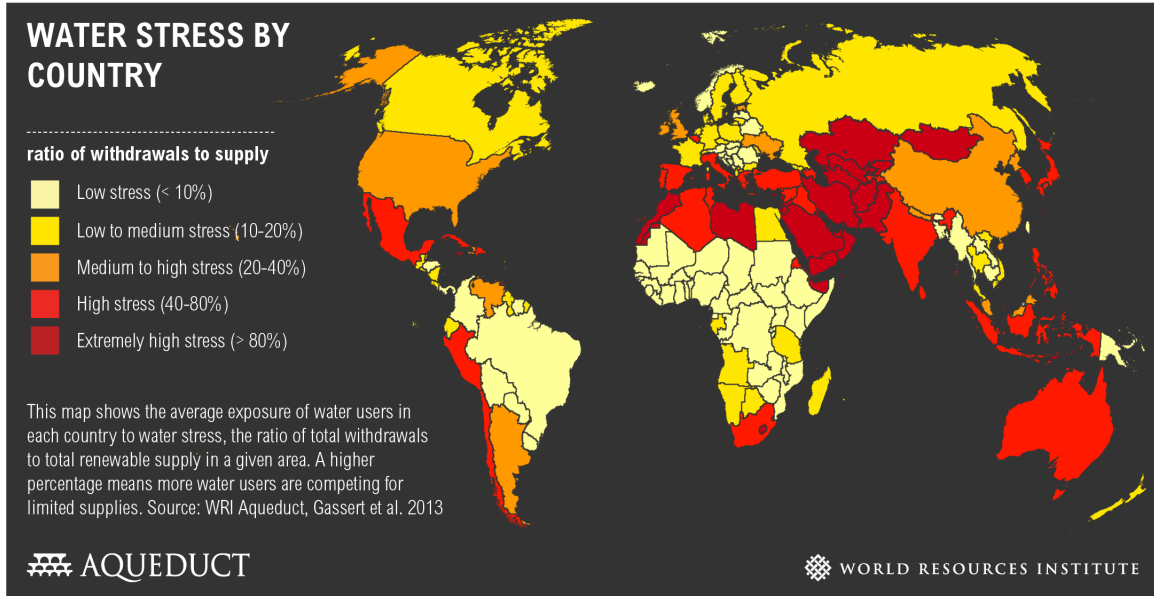 WATER STRESS BY
COUNTRY
ratio of withdrawals to supply
Low stress (< 10%)
Low to medium stress (10-20%)
Medium to high stress (20-40%)
High stress (40-80%)
Extremely high stress (> 80%)
This map shows the average exposure of water users in
each country to water stress, the ratio of total withdrawals
to total renewable supply in a given area. A higher
percentage means more water users are competing for
limited supplies. Source: WRI Aqueduct, Gassert et al. 2013
AQUEDUCT
WORLD RESOURCES INSTITUTE